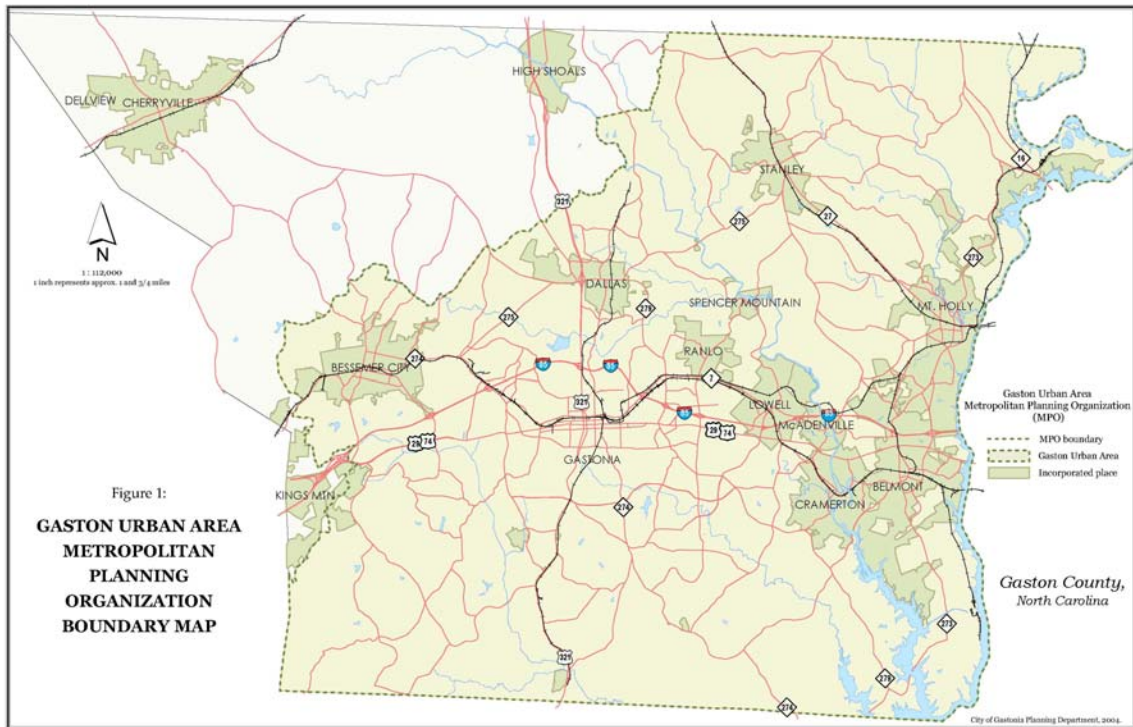 HIGH SHOALS
DELLVIEW
CHERRYVILLE
16
STANLEY
321
275
27
N
1 : 112,000
1 inch represents approx. 1 and 3/4 miles
273
DALLAS
SPENCER MOUNTAIN
MT. HOLLY
275
279
RANLO
274
BESSEMER CITY
85
85
7
321
LOWELL
85
85
McADENVILLE
29 74
29 74
GASTONIA
Gaston Urban Area
Metropolitan Planning Organization
(MPO)
MPO boundary
Gaston Urban Area
Incorporated place
KINGS MTN
BELMONT
CRAMERTON
274
Figure 1:
GASTON URBAN AREA
METROPOLITAN
PLANNING
ORGANIZATION
BOUNDARY MAP
Gaston County,
North Carolina
273
321
279
274
City of Gastonia Planning Department, 2004.